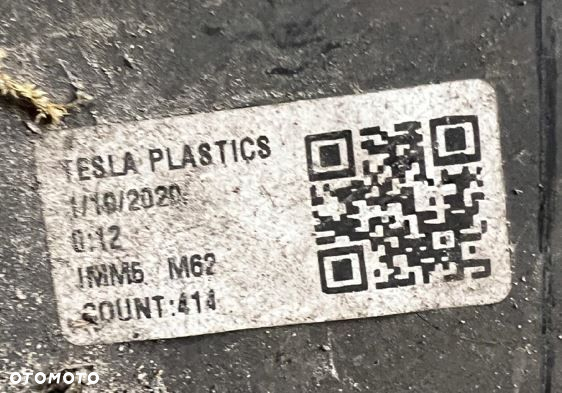 TESLA PLASTICS
1/10/2020
0:12
IMM5 M62
COUNT:414
OTOMOTO